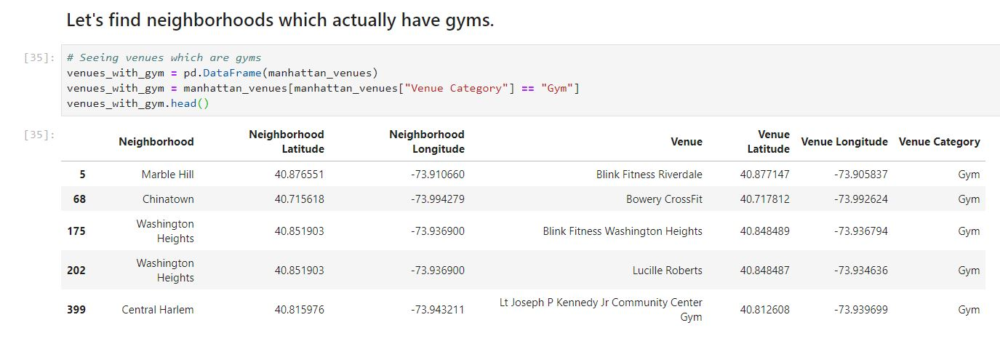 Let's find neighborhoods which actually have gyms.
[35]: # Seeing venues which are gyms
venues_with_gym = pd.DataFrame(manhattan_venues)
venues_with_gym = manhattan_venues[manhattan_venues["Venue Category"] == "Gym"]
venues_with_gym.head()
[35]:
Neighborhood Neighborhood Latitude Neighborhood Longitude Venue Venue Latitude Venue Longitude Venue Category
5 Marble Hill 40.876551 -73.910660 Blink Fitness Riverdale 40.877147 -73.905837 Gym
68 Chinatown 40.715618 -73.994279 Bowery CrossFit 40.717812 -73.992624 Gym
175 Washington Heights 40.851903 -73.936900 Blink Fitness Washington Heights 40.848489 -73.936794 Gym
202 Washington Heights 40.851903 -73.936900 Lucille Roberts 40.848487 -73.934636 Gym
399 Central Harlem 40.815976 -73.943211 Lt Joseph P Kennedy Jr Community Center Gym 40.812608 -73.939699 Gym